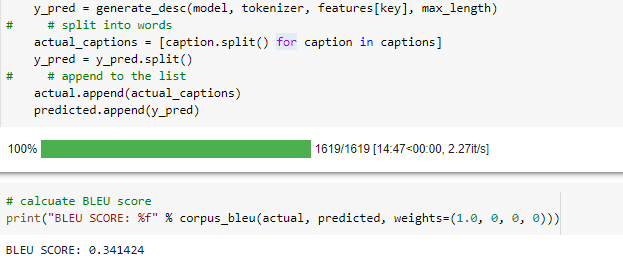 y_pred = generate_desc(model, tokenizer, features[key], max_length)
#     # split into words
actual_captions = [caption.split() for caption in captions]
y_pred = y_pred.split()
#     # append to the list
actual.append(actual_captions)
predicted.append(y_pred)
100% 1619/1619 [14:47<00:00, 2.27it/s]
# calcuate BLEU score
print("BLEU SCORE: %f" % corpus_bleu(actual, predicted, weights=(1.0, 0, 0, 0)))
BLEU SCORE: 0.341424